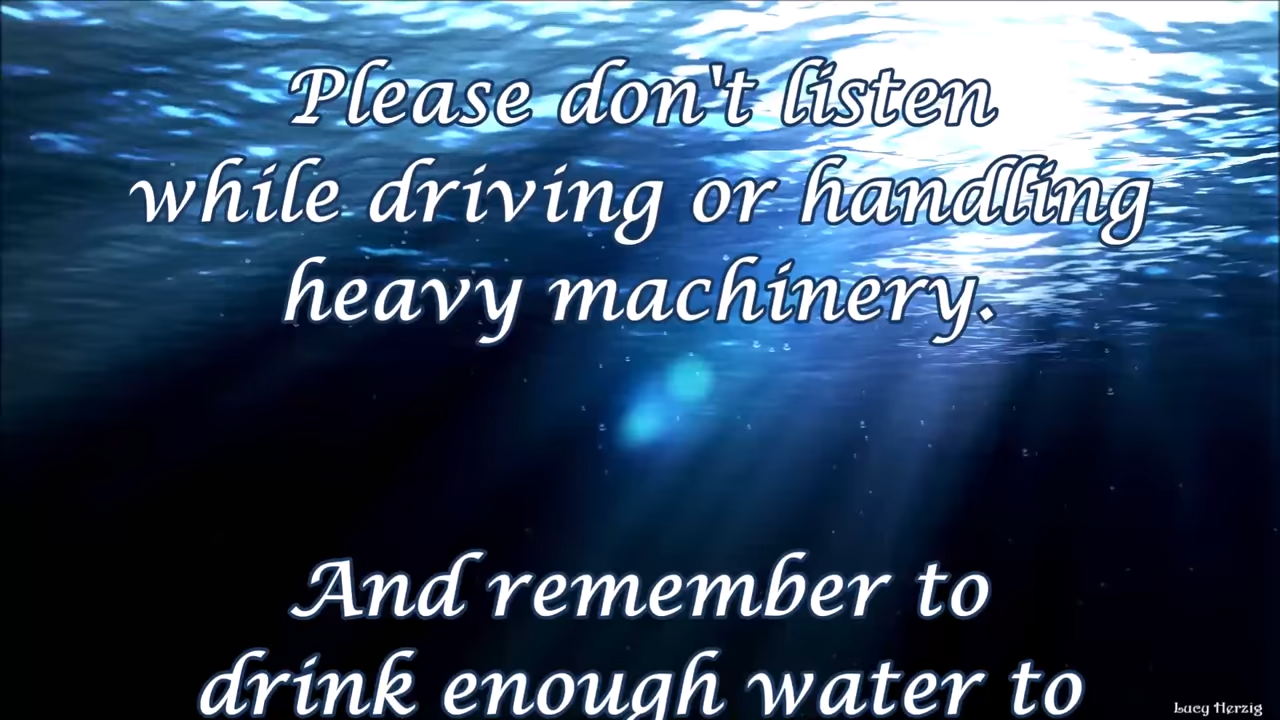 Please don't listen
while driving or handling
heavy machinery.
And remember to
drink enough water to
Lucy Herzig